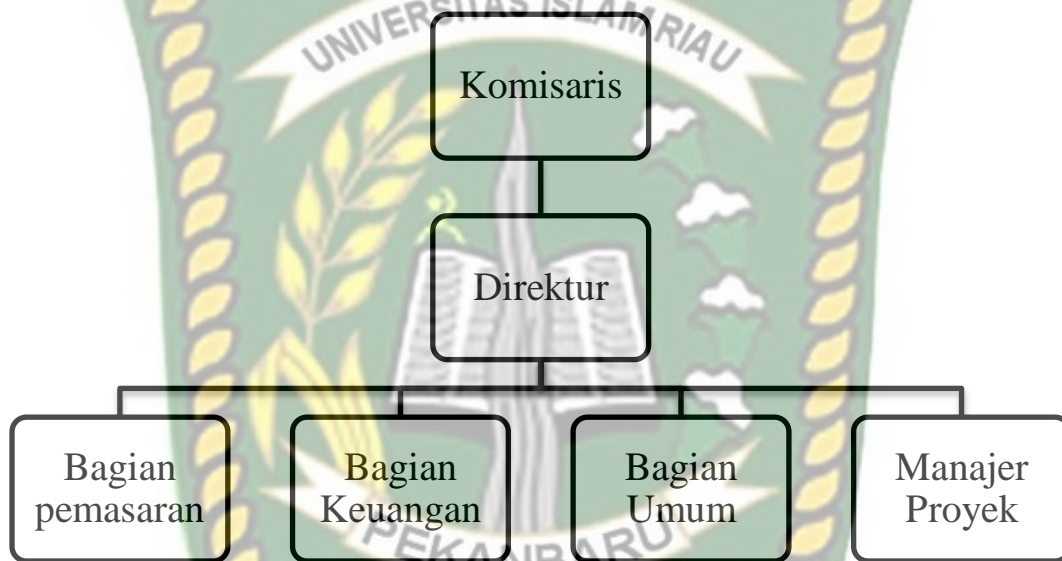 UNIVERSITAS ISLAM RIAU
Komisaris
Direktur
Bagian
pemasaran
Bagian
Keuangan
Bagian
Umum
Manajer
Proyek
PEKANBARU